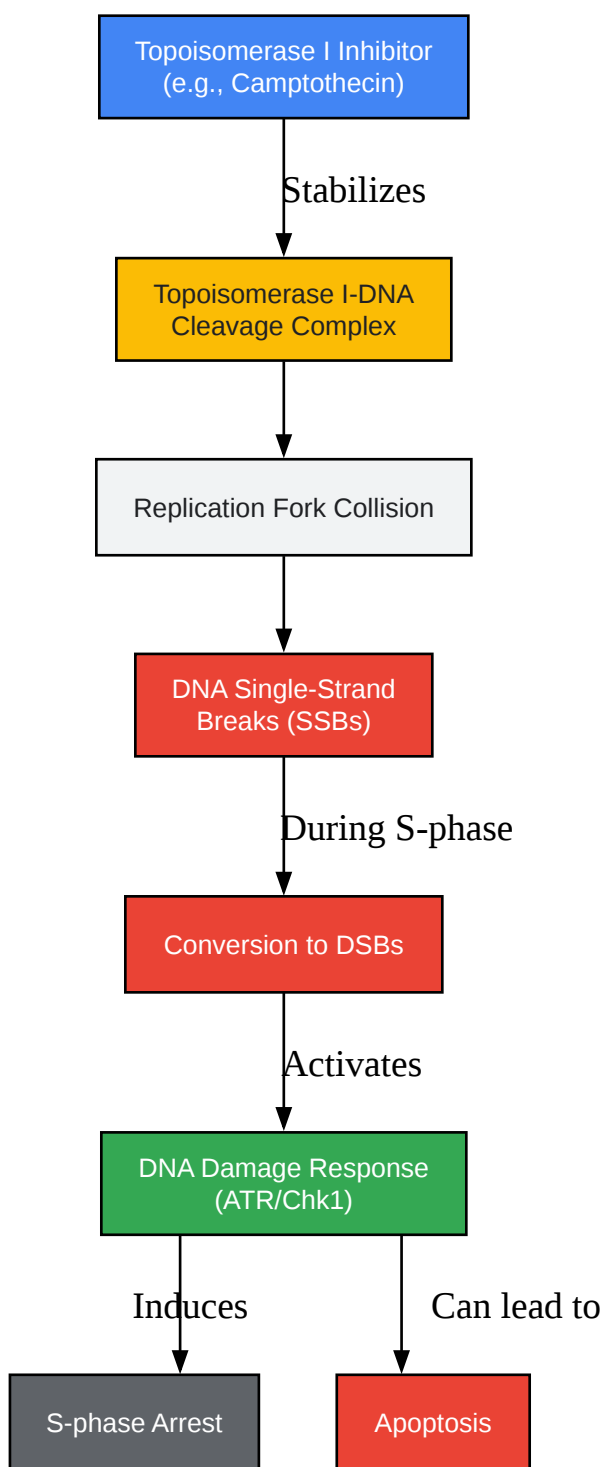 Topoisomerase I Inhibitor
(e.g., Camptothecin)
Stabilizes
Topoisomerase I-DNA
Cleavage Complex
Replication Fork Collision
DNA Single-Strand
Breaks (SSBs)
During S-phase
Conversion to DSBs
Activates
DNA Damage Response
(ATR/Chk1)
Induces
Can lead to
S-phase Arrest
Apoptosis